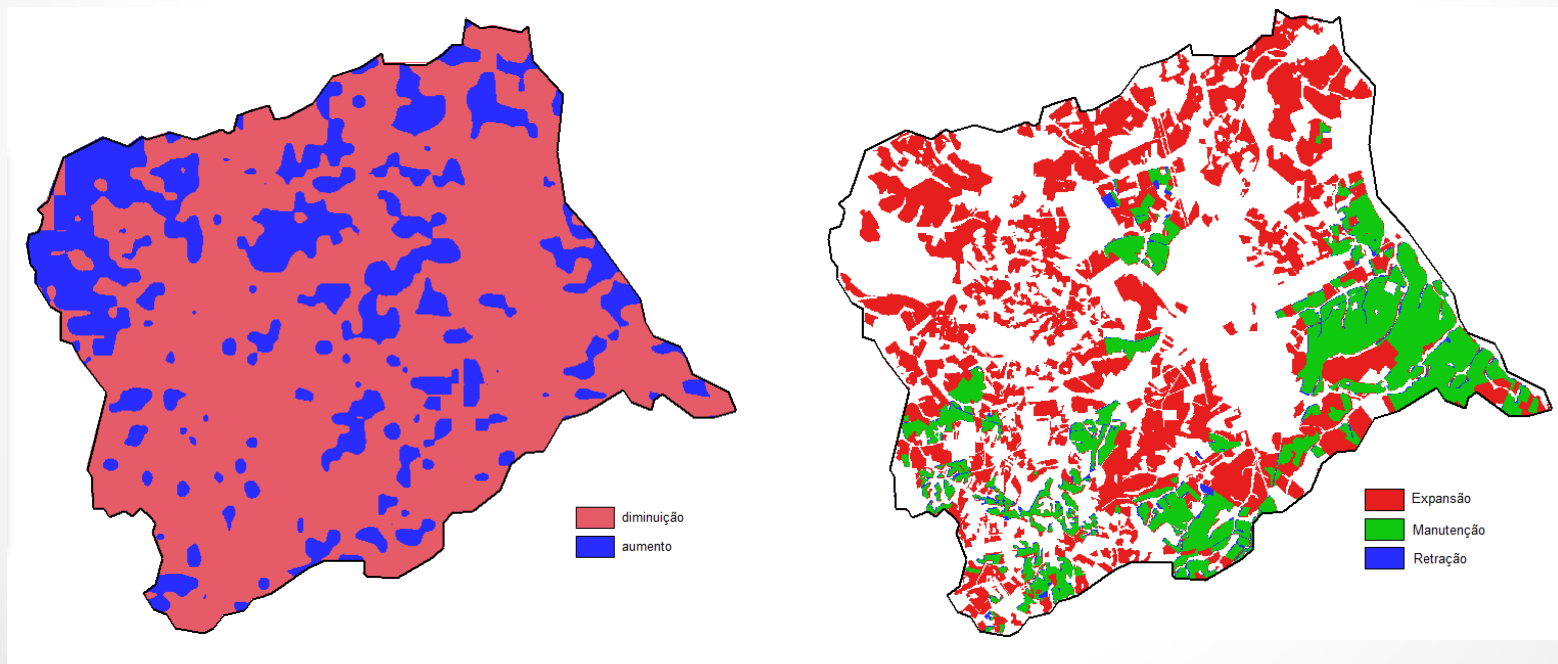 diminuição
aumento
Expansão
Manutenção
Retração